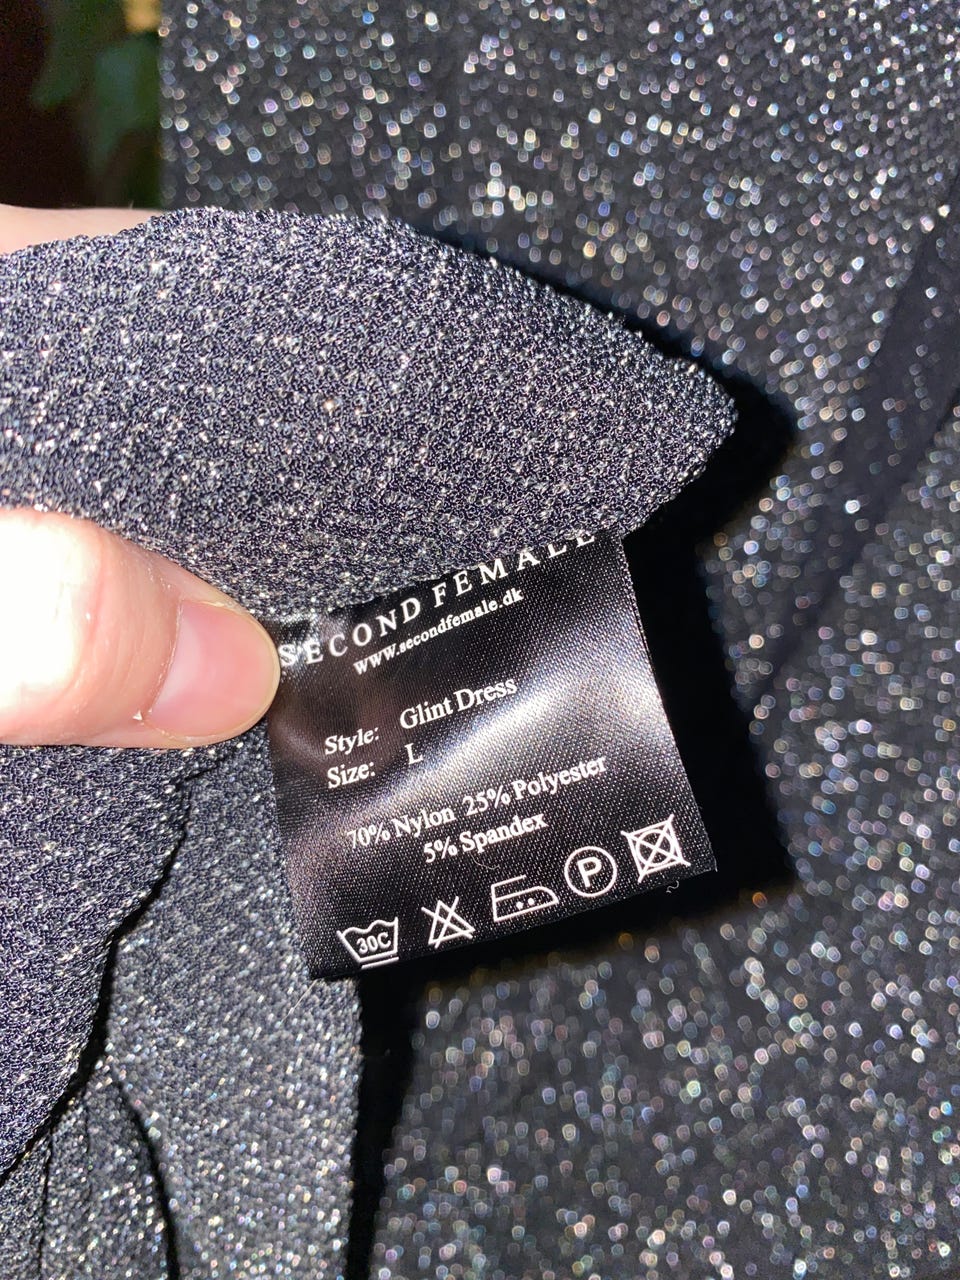 SECOND FEMALE
www.secondfemale.dk
Style: Glint Dress
Size: L
70% Nylon 25% Polyester
5% Spandex
30C P